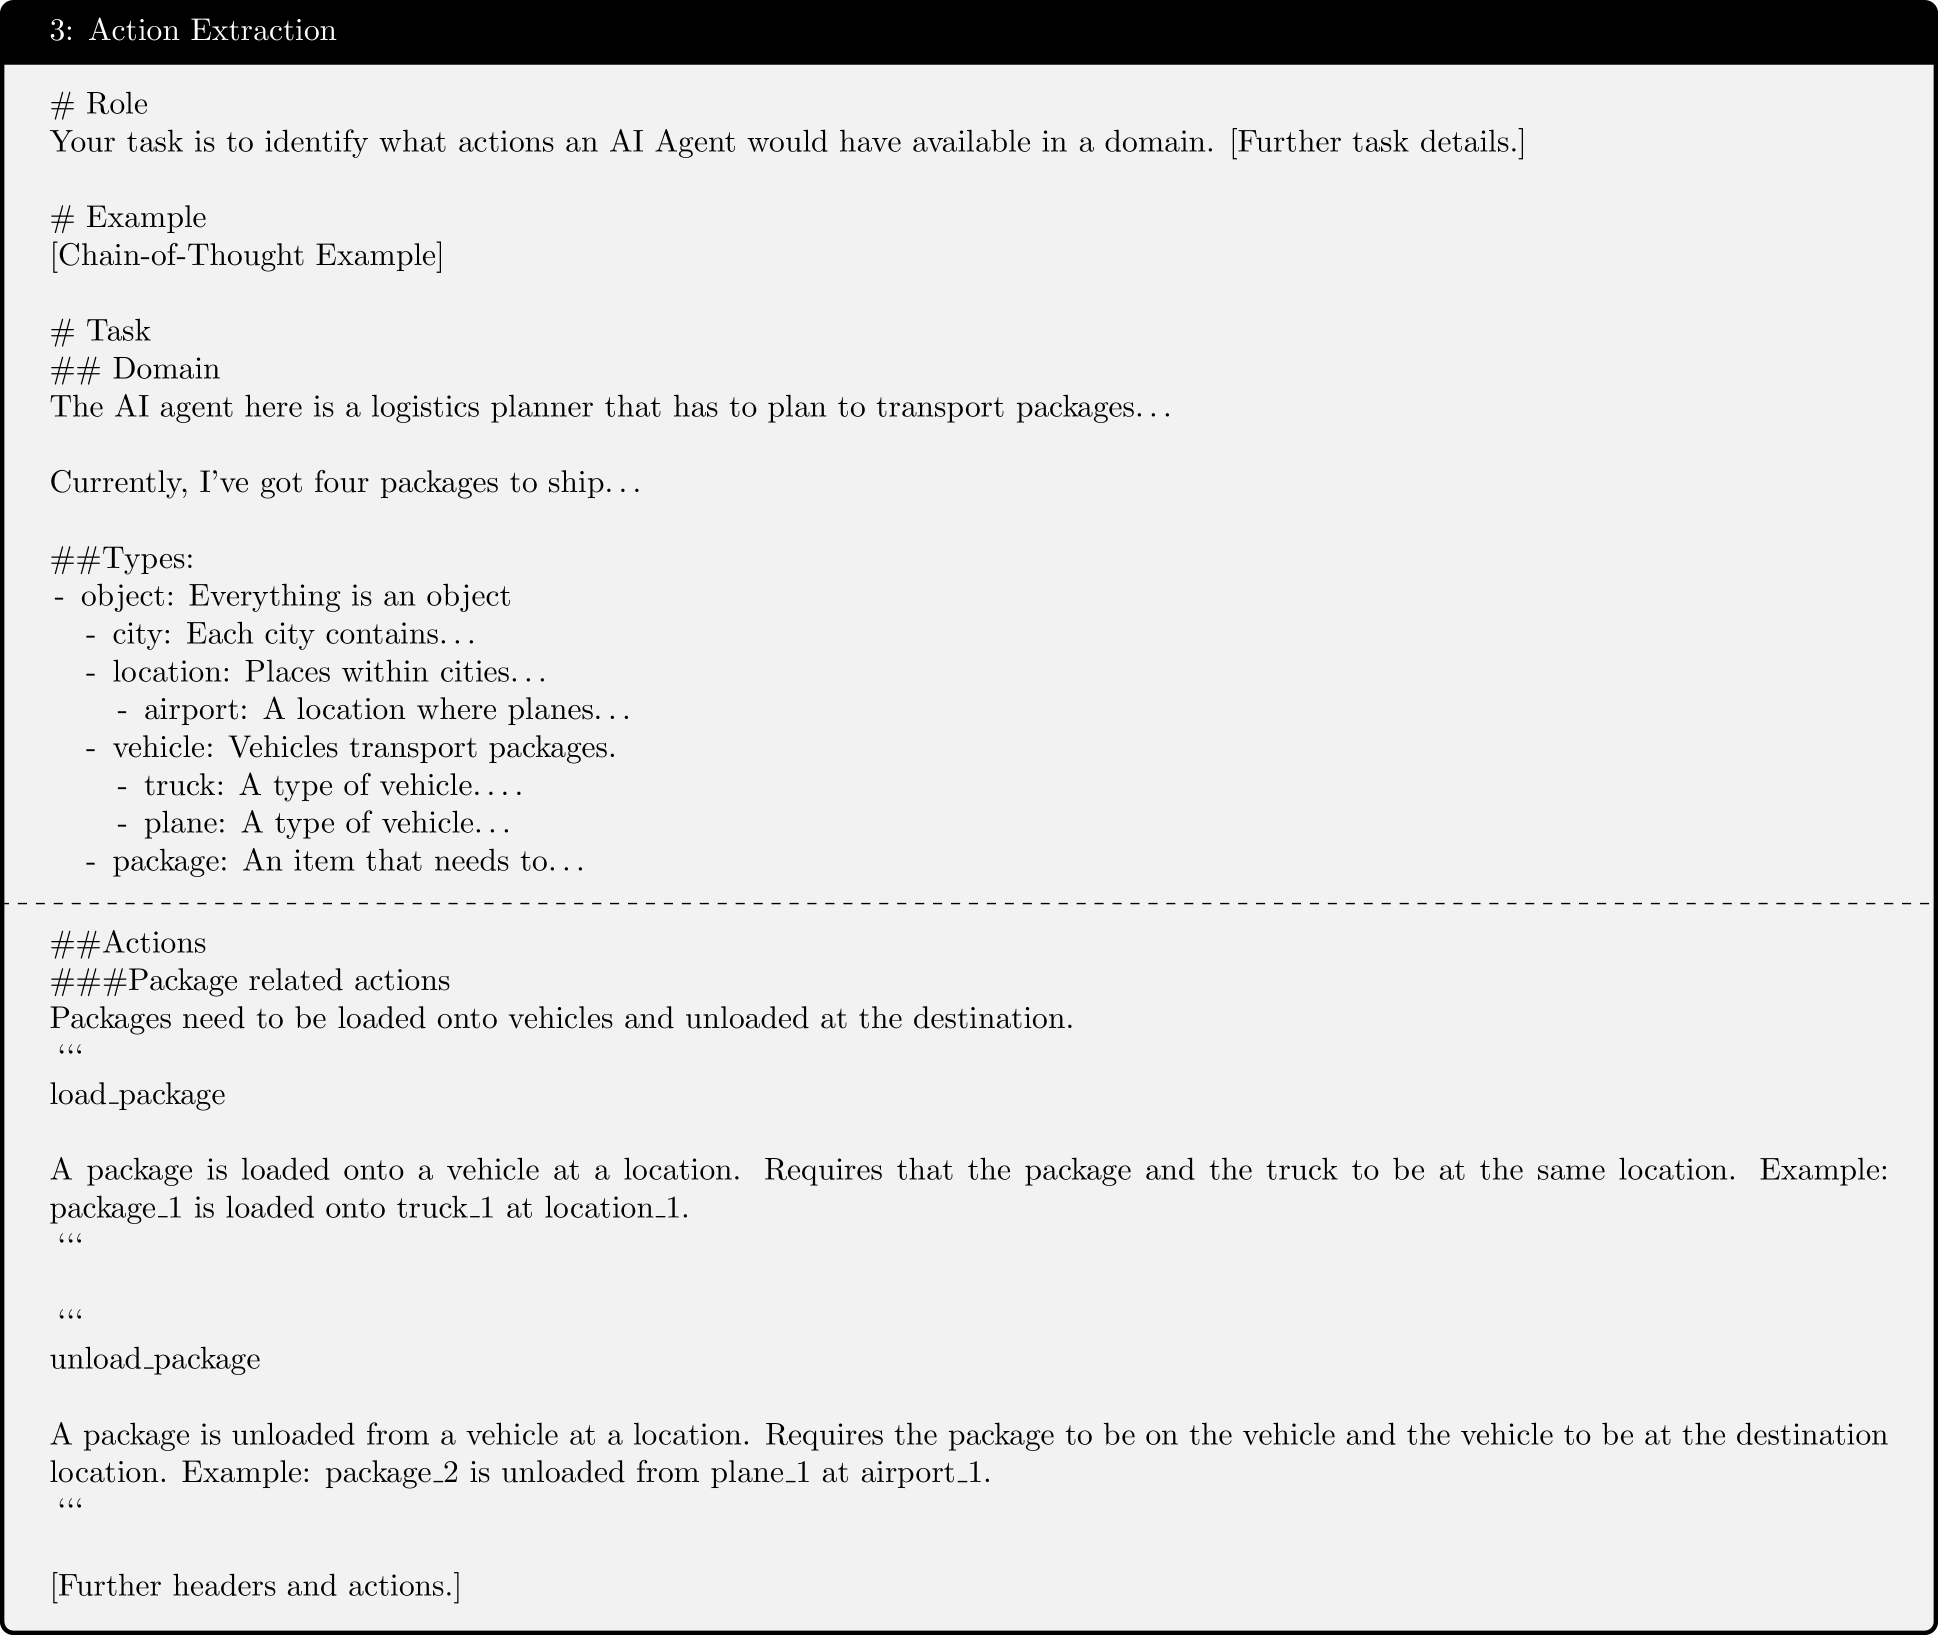 3: Action Extraction
# Role
Your task is to identify what actions an AI Agent would have available in a domain. [Further task details.]
# Example
[Chain-of-Thought Example]
# Task
## Domain
The AI agent here is a logistics planner that has to plan to transport packages...
Currently, I've got four packages to ship...
##Types:
- object: Everything is an object
- city: Each city contains...
- location: Places within cities...
- airport: A location where planes...
- vehicle: Vehicles transport packages.
- truck: A type of vehicle....
- plane: A type of vehicle...
- package: An item that needs to...
##Actions
###Package related actions
Packages need to be loaded onto vehicles and unloaded at the destination.
‘‘‘
load_package
A package is loaded onto a vehicle at a location. Requires that the package and the truck to be at the same location. Example:
package_1 is loaded onto truck_1 at location_1.
‘‘‘
‘‘‘
unload_package
A package is unloaded from a vehicle at a location. Requires the package to be on the vehicle and the vehicle to be at the destination
location. Example: package_2 is unloaded from plane_1 at airport_1.
‘‘‘
[Further headers and actions.]